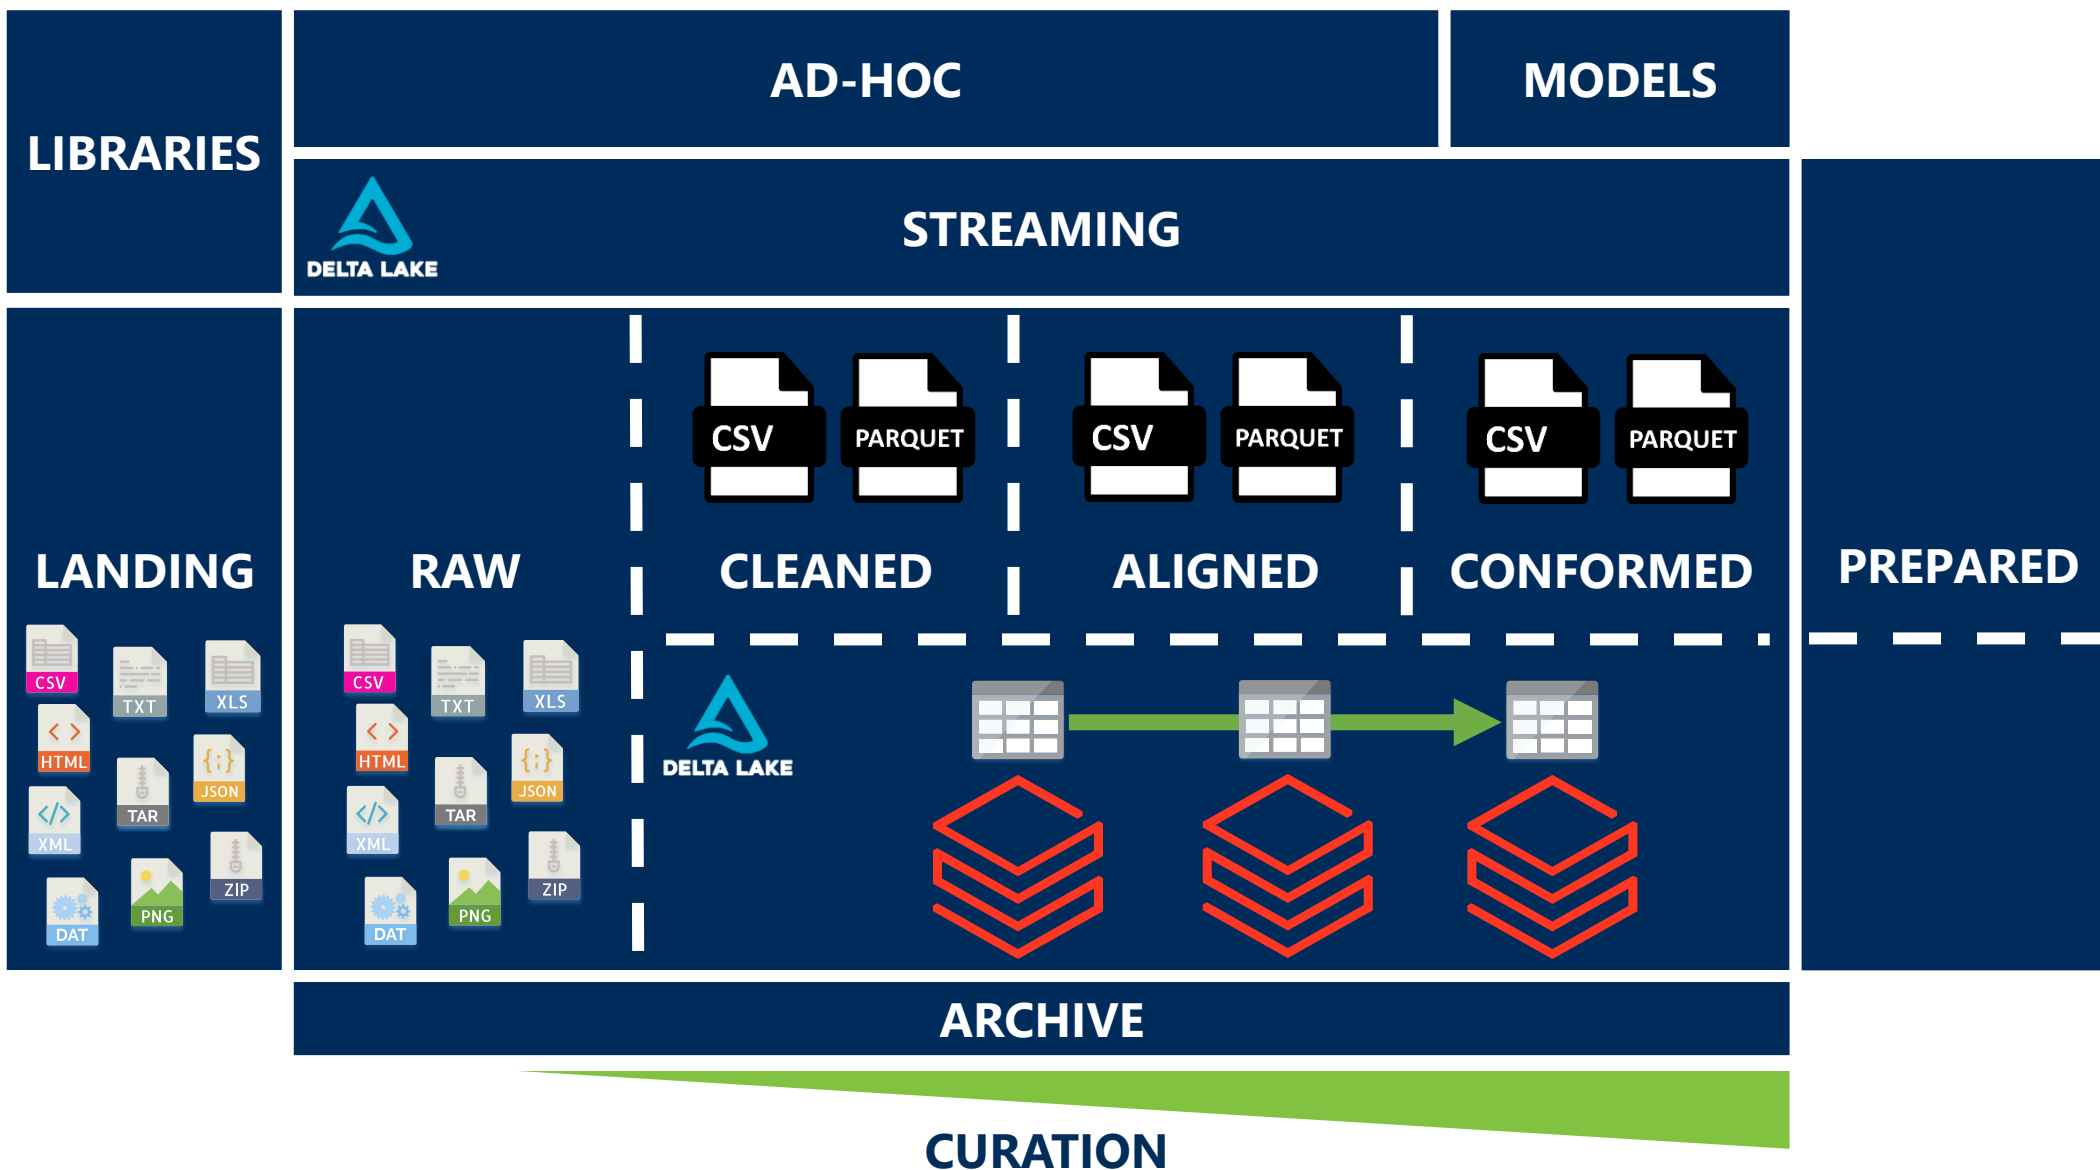 AD-HOC
MODELS
LIBRARIES
STREAMING
DELTA LAKE
CSV
PARQUET
CSV
PARQUET
CSV
PARQUET
LANDING
RAW
CLEANED
ALIGNED
CONFORMED
PREPARED
CSV
TXT
XLS
HTML
JSON
TAR
XML
ZIP
PNG
DAT
CSV
TXT
XLS
HTML
JSON
TAR
XML
ZIP
PNG
DAT
DELTA LAKE
ARCHIVE
CURATION